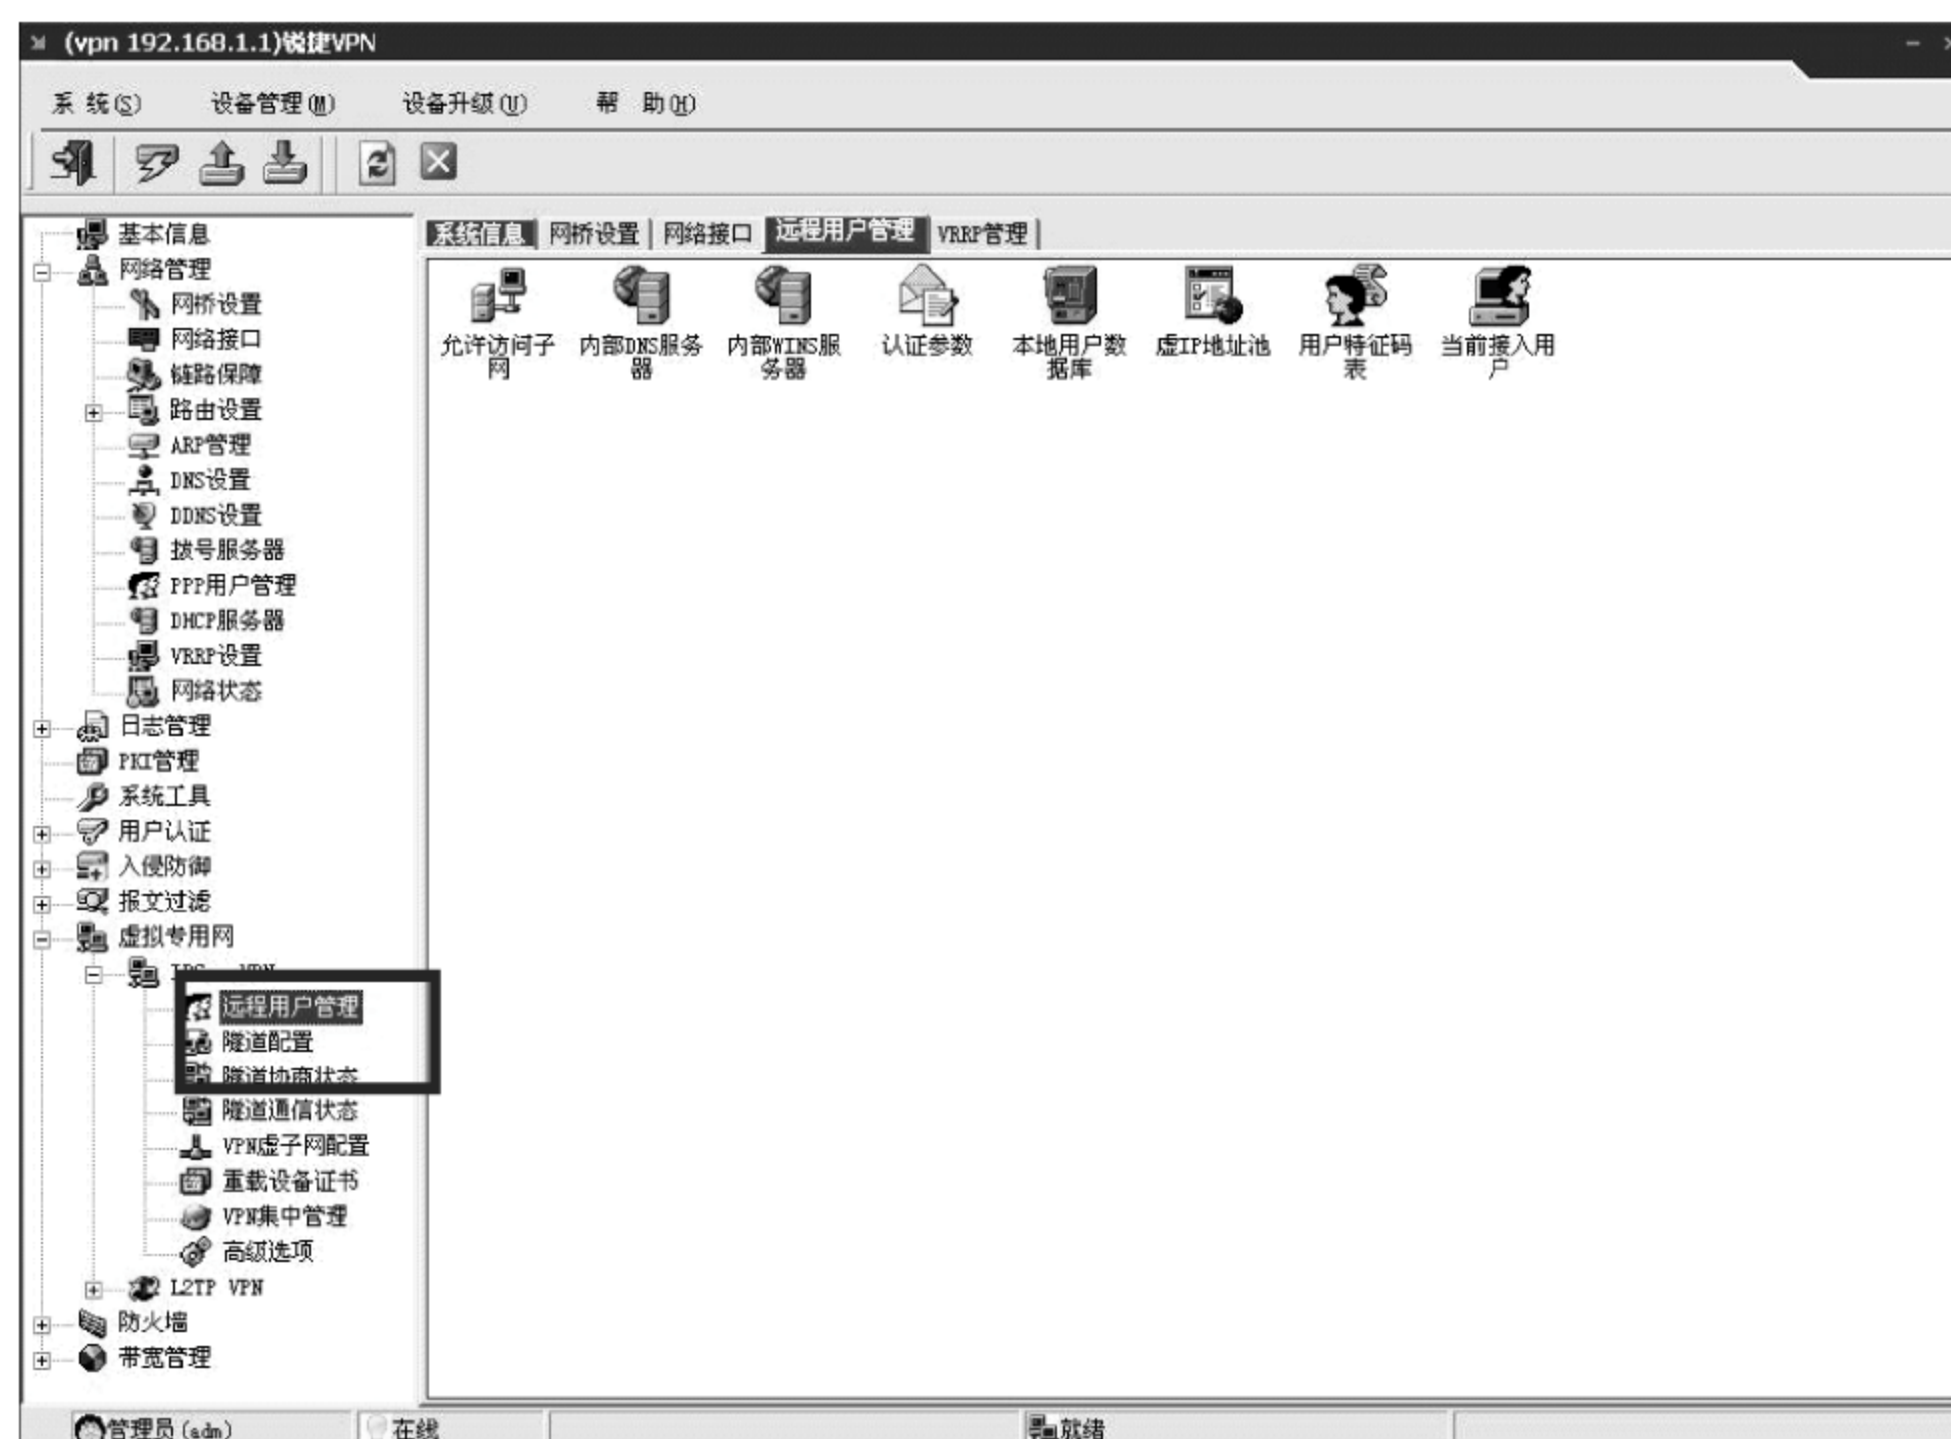 (vpn 192.168.1.1)锐捷VPN
系 统(S) 设备管理(M) 设备升级(U) 帮 助(H)
基本信息
网络管理
网桥设置
网络接口
链路保障
路由设置
ARP管理
DNS设置
DDNS设置
拨号服务器
PPP用户管理
DHCP服务器
VRRP设置
网络状态
日志管理
PKI管理
系统工具
用户认证
入侵防御
报文过滤
虚拟专用网
VPN
远程用户管理
隧道配置
隧道协商状态
隧道通信状态
VPN虚子网配置
重载设备证书
VPN集中管理
高级选项
L2TP VPN
防火墙
带宽管理
系统信息 网桥设置 网络接口 远程用户管理 VRRP管理
允许访问子网
内部DNS服务器
内部WINS服务器
认证参数
本地用户数据库
虚IP地址池
用户特征码表
当前接入用户
管理员(adm) 在线 就绪